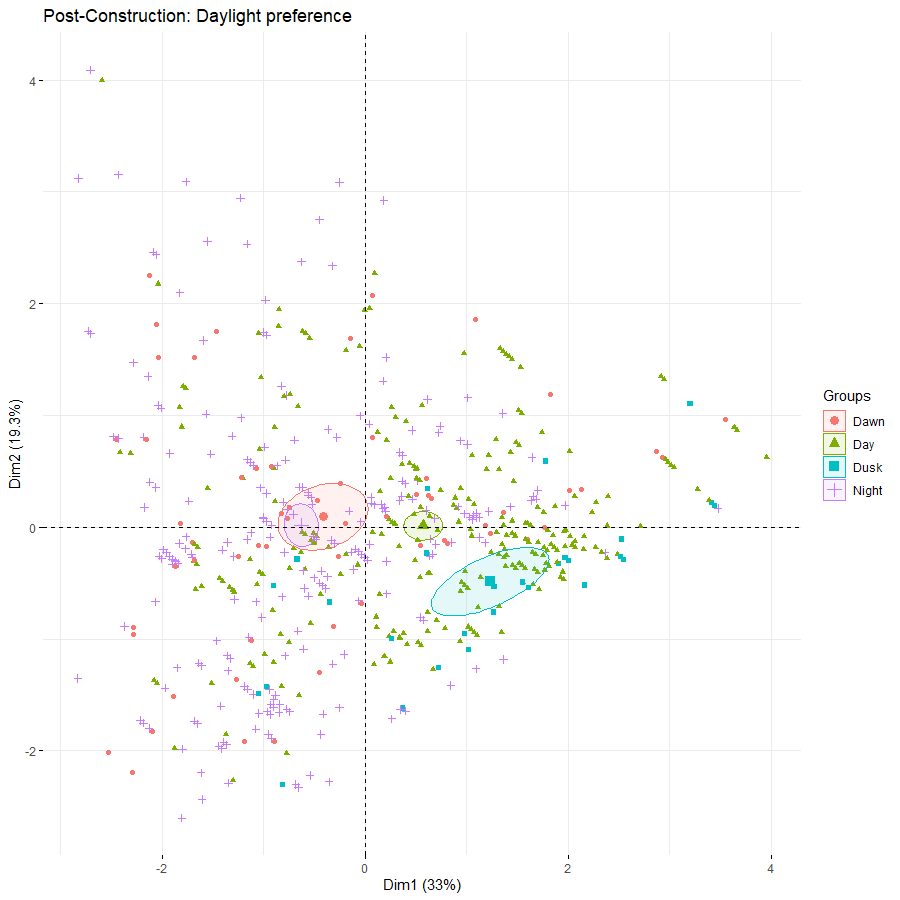 Post-Construction: Daylight preference
4
2
0
-2
Dim2 (19.3%)
-2
0
2
4
Dim1 (33%)
Groups
Dawn
Day
Dusk
Night